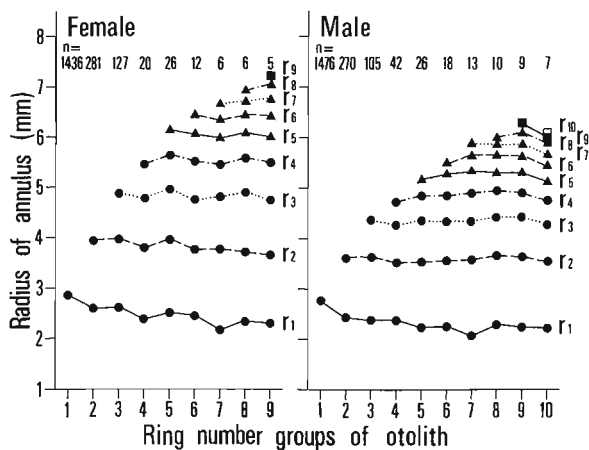 Female
Male
n=
1436 281 127 20 26 12 6 6 5
n=
1476 270 105 42 26 18 13 10 9 7
8
7
6
5
4
3
2
1
Radius of annulus (mm)
r9
r8
r7
r6
r5
r4
r3
r2
r1
r10
r9
r8
r7
r6
r5
r4
r3
r2
r1
1 2 3 4 5 6 7 8 9
1 2 3 4 5 6 7 8 9 10
Ring number groups of otolith